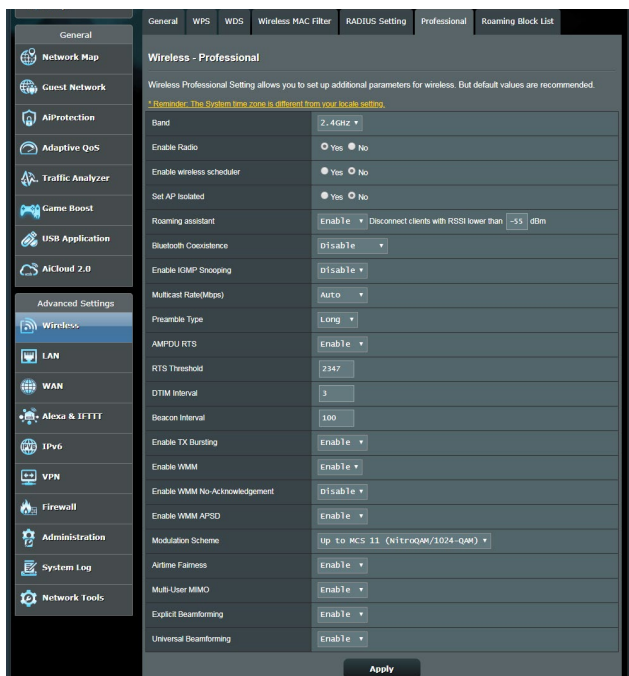 General
Network Map
Guest Network
AiProtection
Adaptive QoS
Traffic Analyzer
Game Boost
USB Application
AiCloud 2.0
Advanced Settings
Wireless
LAN
WAN
Alexa & IFTTT
IPv6
VPN
Firewall
Administration
System Log
Network Tools
General WPS WDS Wireless MAC Filter RADIUS Setting Professional Roaming Block List
Wireless - Professional
Wireless Professional Setting allows you to set up additional parameters for wireless. But default values are recommended.
* Reminder: The System time zone is different from your locale setting.
Band 2.4GHz
Enable Radio Yes No
Enable wireless scheduler Yes No
Set AP Isolated Yes No
Roaming assistant Enable Disconnect clients with RSSI lower than -55 dBm
Bluetooth Coexistence Disable
Enable IGMP Snooping Disable
Multicast Rate(Mbps) Auto
Preamble Type Long
AMPDU RTS Enable
RTS Threshold 2347
DTIM Interval 3
Beacon Interval 100
Enable TX Bursting Enable
Enable WMM Enable
Enable WMM No-Acknowledgement Disable
Enable WMM APSD Enable
Modulation Scheme Up to MCS 11 (NitroQAM/1024-QAM)
Airtime Fairness Enable
Multi-User MIMO Enable
Explicit Beamforming Enable
Universal Beamforming Enable
Apply